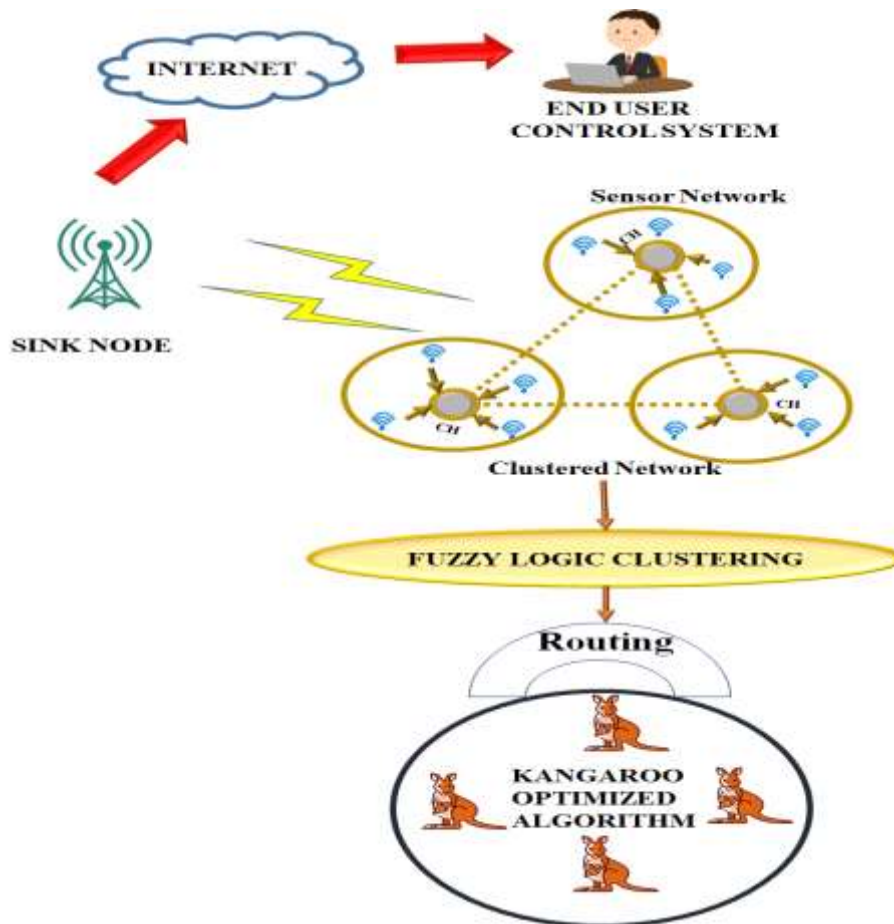 INTERNET
END USER
CONTROL SYSTEM
Sensor Network
CH
SINK NODE
CH
CH
Clustered Network
FUZZY LOGIC CLUSTERING
Routing
KANGAROO
OPTIMIZED
ALGORITHM